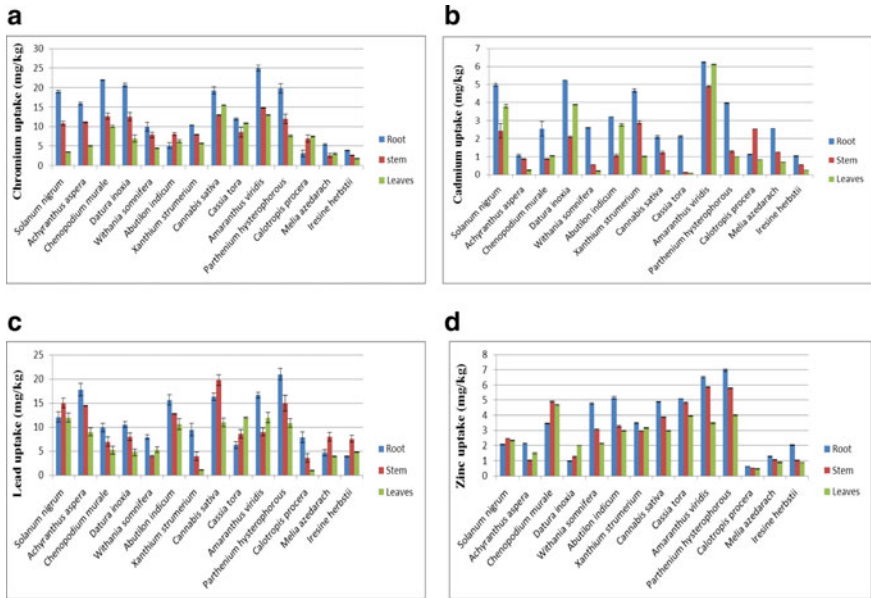 a
Chromium uptake (mg/kg)
30
25
20
15
10
5
0
Solanum nigrum
Achyranthus aspera
Chenopodium murale
Datura inoxia
Withania somnifera
Abutilon indicum
Xanthium strumerium
Cannabis sativa
Cassia tora
Amaranthus viridis
Parthenium hysterophorous
Calotropis procera
Melia azedarach
Iresine herbstii
Root
stem
Leaves
b
Cadmium uptake (mg/kg)
7
6
5
4
3
2
1
0
Solanum nigrum
Achyranthus aspera
Chenopodium murale
Datura inoxia
Withania somnifera
Abutilon indicum
Xanthium strumerium
Cannabis sativa
Cassia tora
Amaranthus viridis
Parthenium hysterophorous
Calotropis procera
Melia azedarach
Iresine herbstii
Root
Stem
Leaves
c
Lead uptake (mg/kg)
25
20
15
10
5
0
Solanum nigrum
Achyranthus aspera
Chenopodium murale
Datura inoxia
Withania somnifera
Abutilon indicum
Xanthium strumerium
Cannabis sativa
Cassia tora
Amaranthus viridis
Parthenium hysterophorous
Calotropis procera
Melia azedarach
Iresine herbstii
Root
Stem
Leaves
d
Zinc uptake (mg/kg)
8
7
6
5
4
3
2
1
0
Solanum nigrum
Achyranthus aspera
Chenopodium murale
Datura inoxia
Withania somnifera
Abutilon indicum
Xanthium strumerium
Cannabis sativa
Cassia tora
Amaranthus viridis
Parthenium hysterophorous
Calotropis procera
Melia azedarach
Iresine herbstii
Root
Stem
Leaves